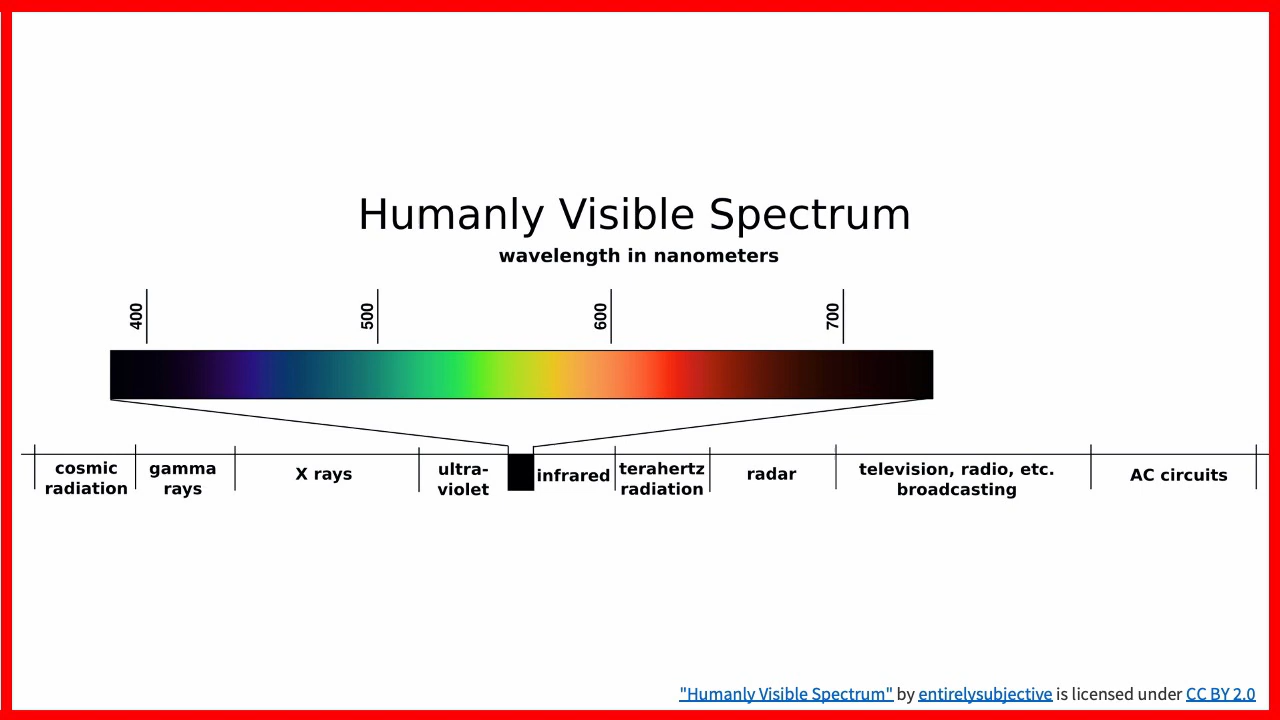 Humanly Visible Spectrum
wavelength in nanometers
400
500
600
700
cosmic
radiation
gamma
rays
X rays
ultra-
violet
infrared
terahertz
radiation
radar
television, radio, etc.
broadcasting
AC circuits
"Humanly Visible Spectrum" by entirelysubjective is licensed under CC BY 2.0